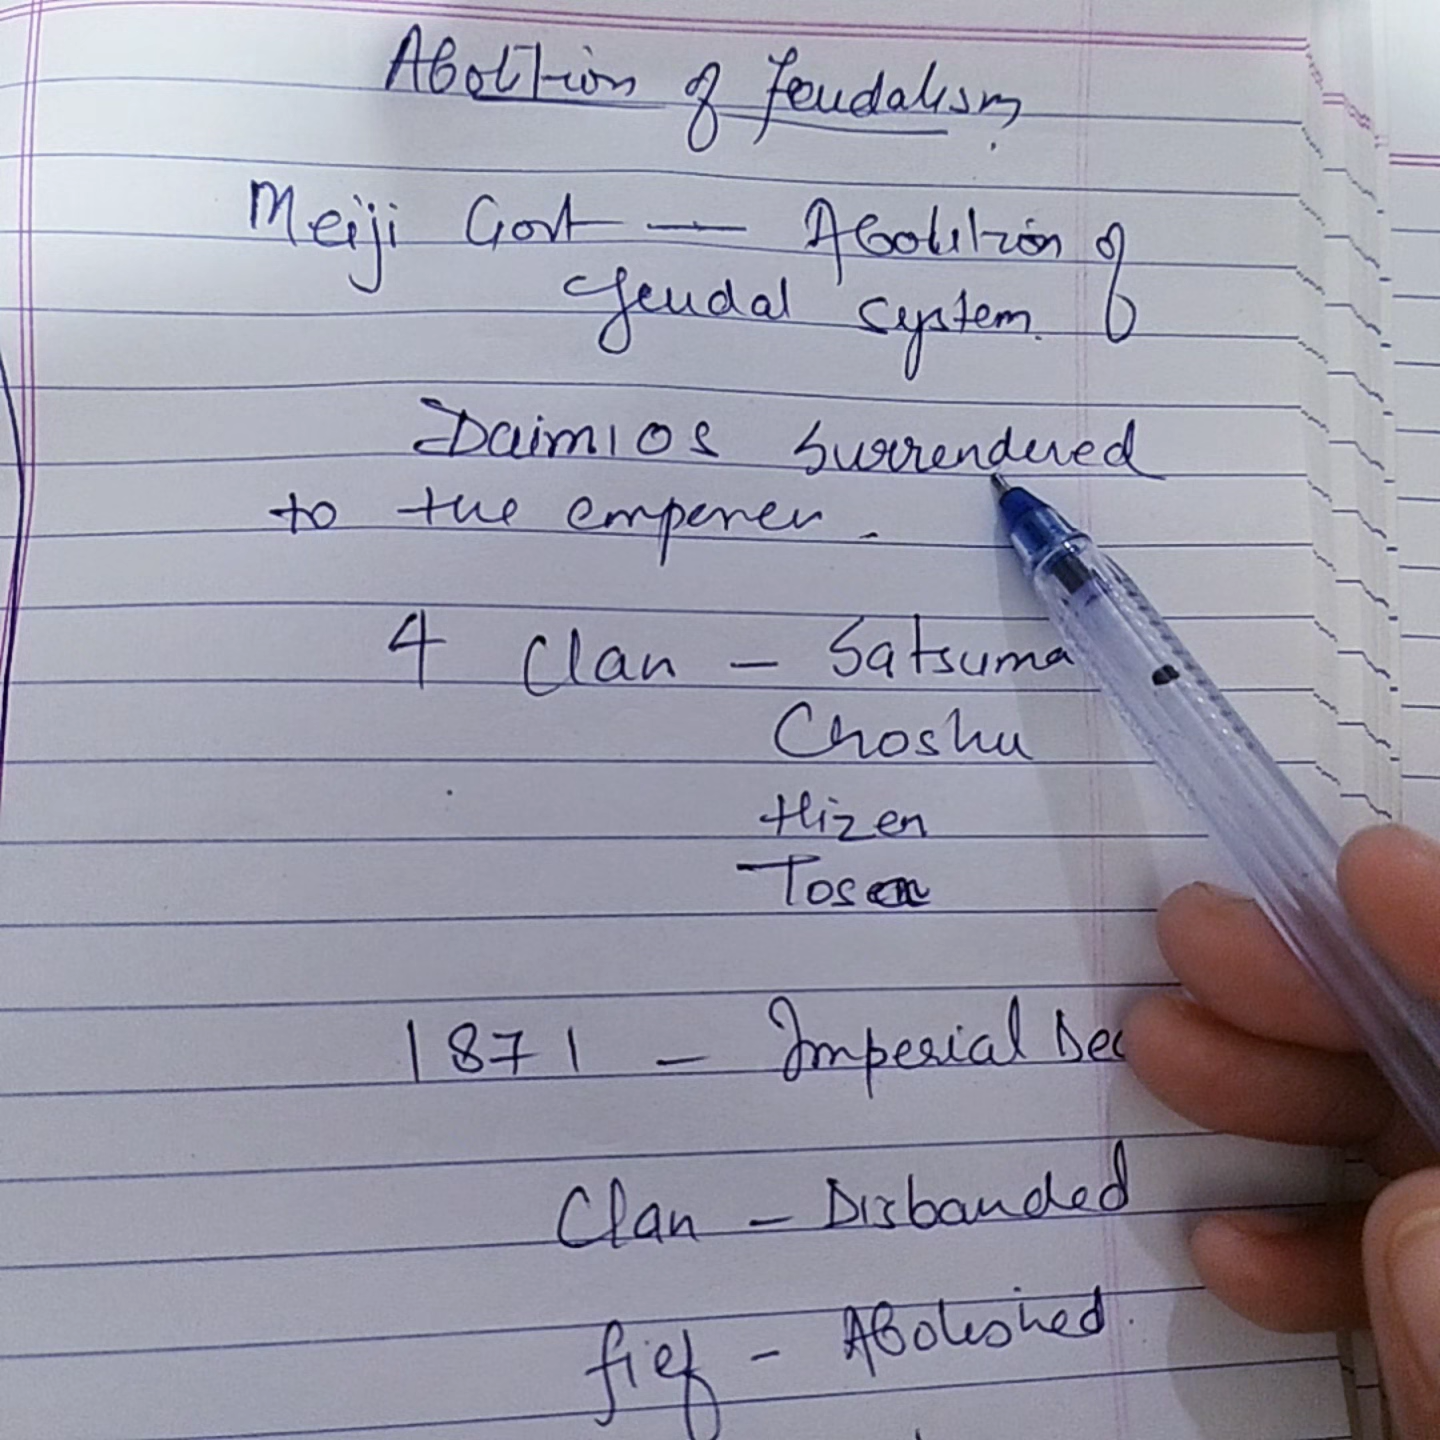 Abolition of feudalism.
Meiji Govt — Abolition of
feudal system.
Daimios surrendered
to the emperer.
4 Clan - Satsuma
Choshu
Hizen
Tosa
1871 - Imperial Dec
Clan - Disbanded
fief - Abolished.